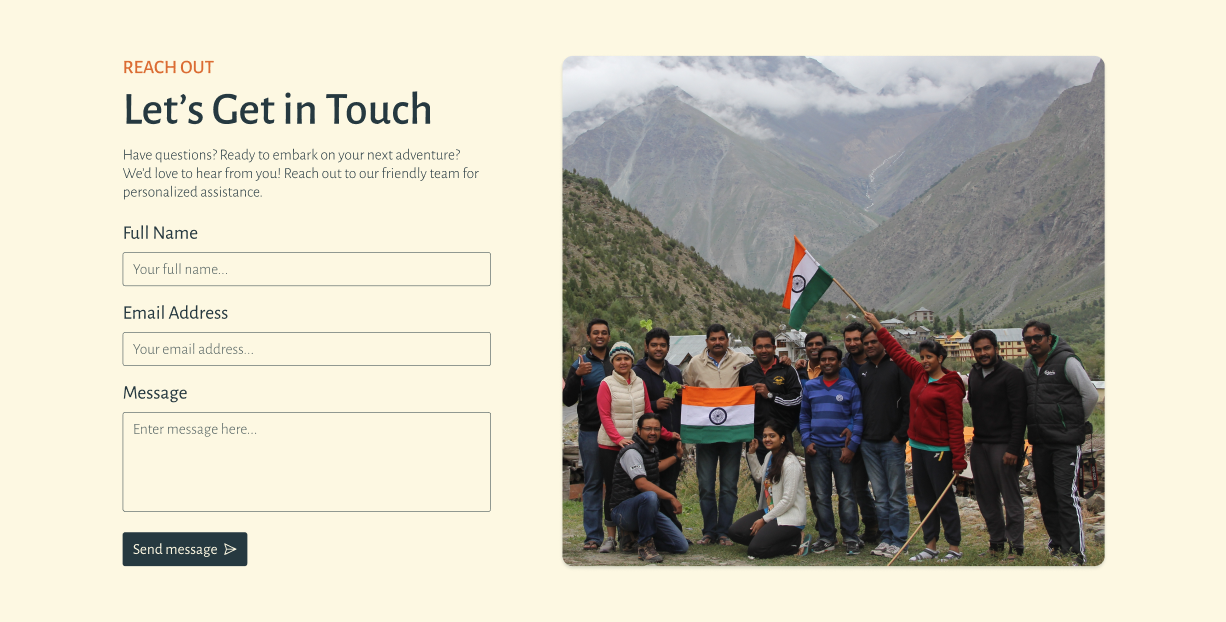 REACH OUT
Let’s Get in Touch
Have questions? Ready to embark on your next adventure?
We'd love to hear from you! Reach out to our friendly team for
personalized assistance.
Full Name
Your full name...
Email Address
Your email address...
Message
Enter message here...
Send message